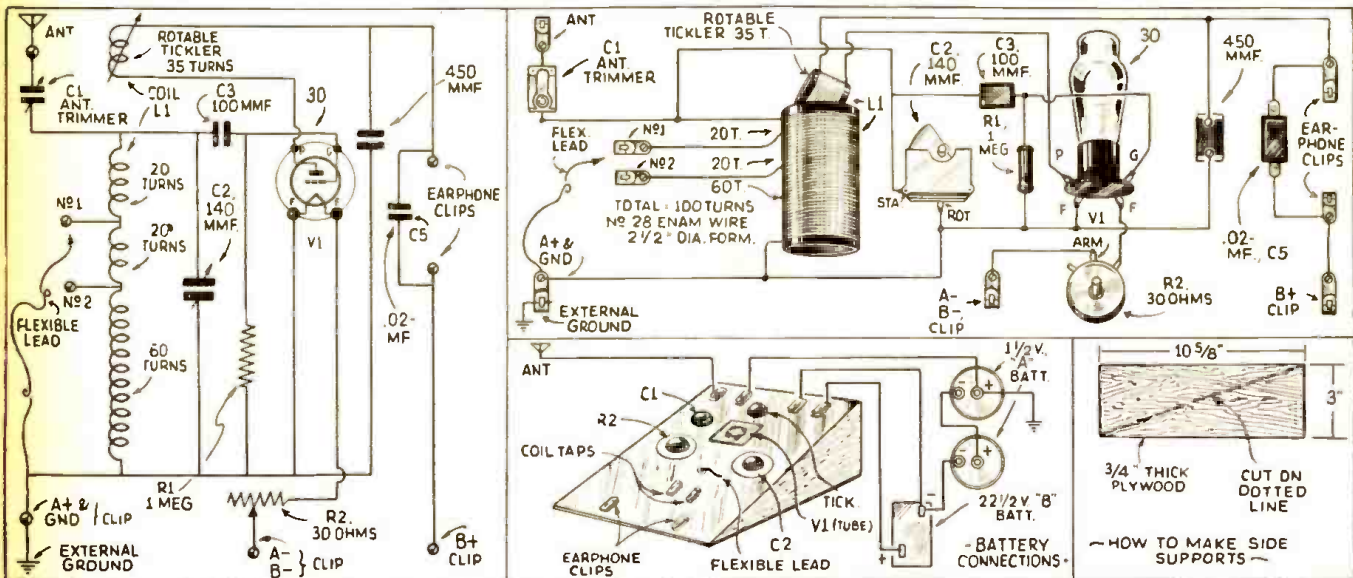 ANT
ROTABLE
TICKLER
35 TURNS
C1
ANT.
TRIMMER
COIL
L1
C3
100 MMF
30
450
MMF
20
TURNS
C2,
140
MMF.
P
G
F
F
V1
EARPHONE
CLIPS
C5
Nº1
20
TURNS
Nº2
FLEXIBLE
LEAD
.02-
MF
60
TURNS
R1
1 MEG
A+ &
GND } CLIP
R2,
30 OHMS
EXTERNAL
GROUND
A-
B- } CLIP
B+
CLIP
ANT
C1
ANT.
TRIMMER
ROTABLE
TICKLER 35 T.
C2,
140
MMF.
C3,
100
MMF.
30
450
MMF.
L1
FLEX.
LEAD
Nº1
Nº2
20 T.
20 T.
60 T.
R1,
1
MEG
P
G
F
F
V1
EAR-
PHONE
CLIPS
TOTAL = 100 TURNS
Nº 28 ENAM WIRE
2 1/2" DIA. FORM.
STA
ROT
A+ &
GND
EXTERNAL
GROUND
ARM
A-
B-,
CLIP
R2.
30 OHMS
.02-
MF., C5
B+
CLIP
ANT
C1
R2
COIL TAPS
EARPHONE
CLIPS
FLEXIBLE LEAD
C2
V1 (TUBE)
TICK.
1 1/2 V.
"A"
BATT.
- +
- +
-
+
22 1/2 V "B"
BATT.
- BATTERY
CONNECTIONS -
10 5/8"
3"
3/4" THICK
PLYWOOD
CUT ON
DOTTED
LINE
~HOW TO MAKE SIDE
SUPPORTS~